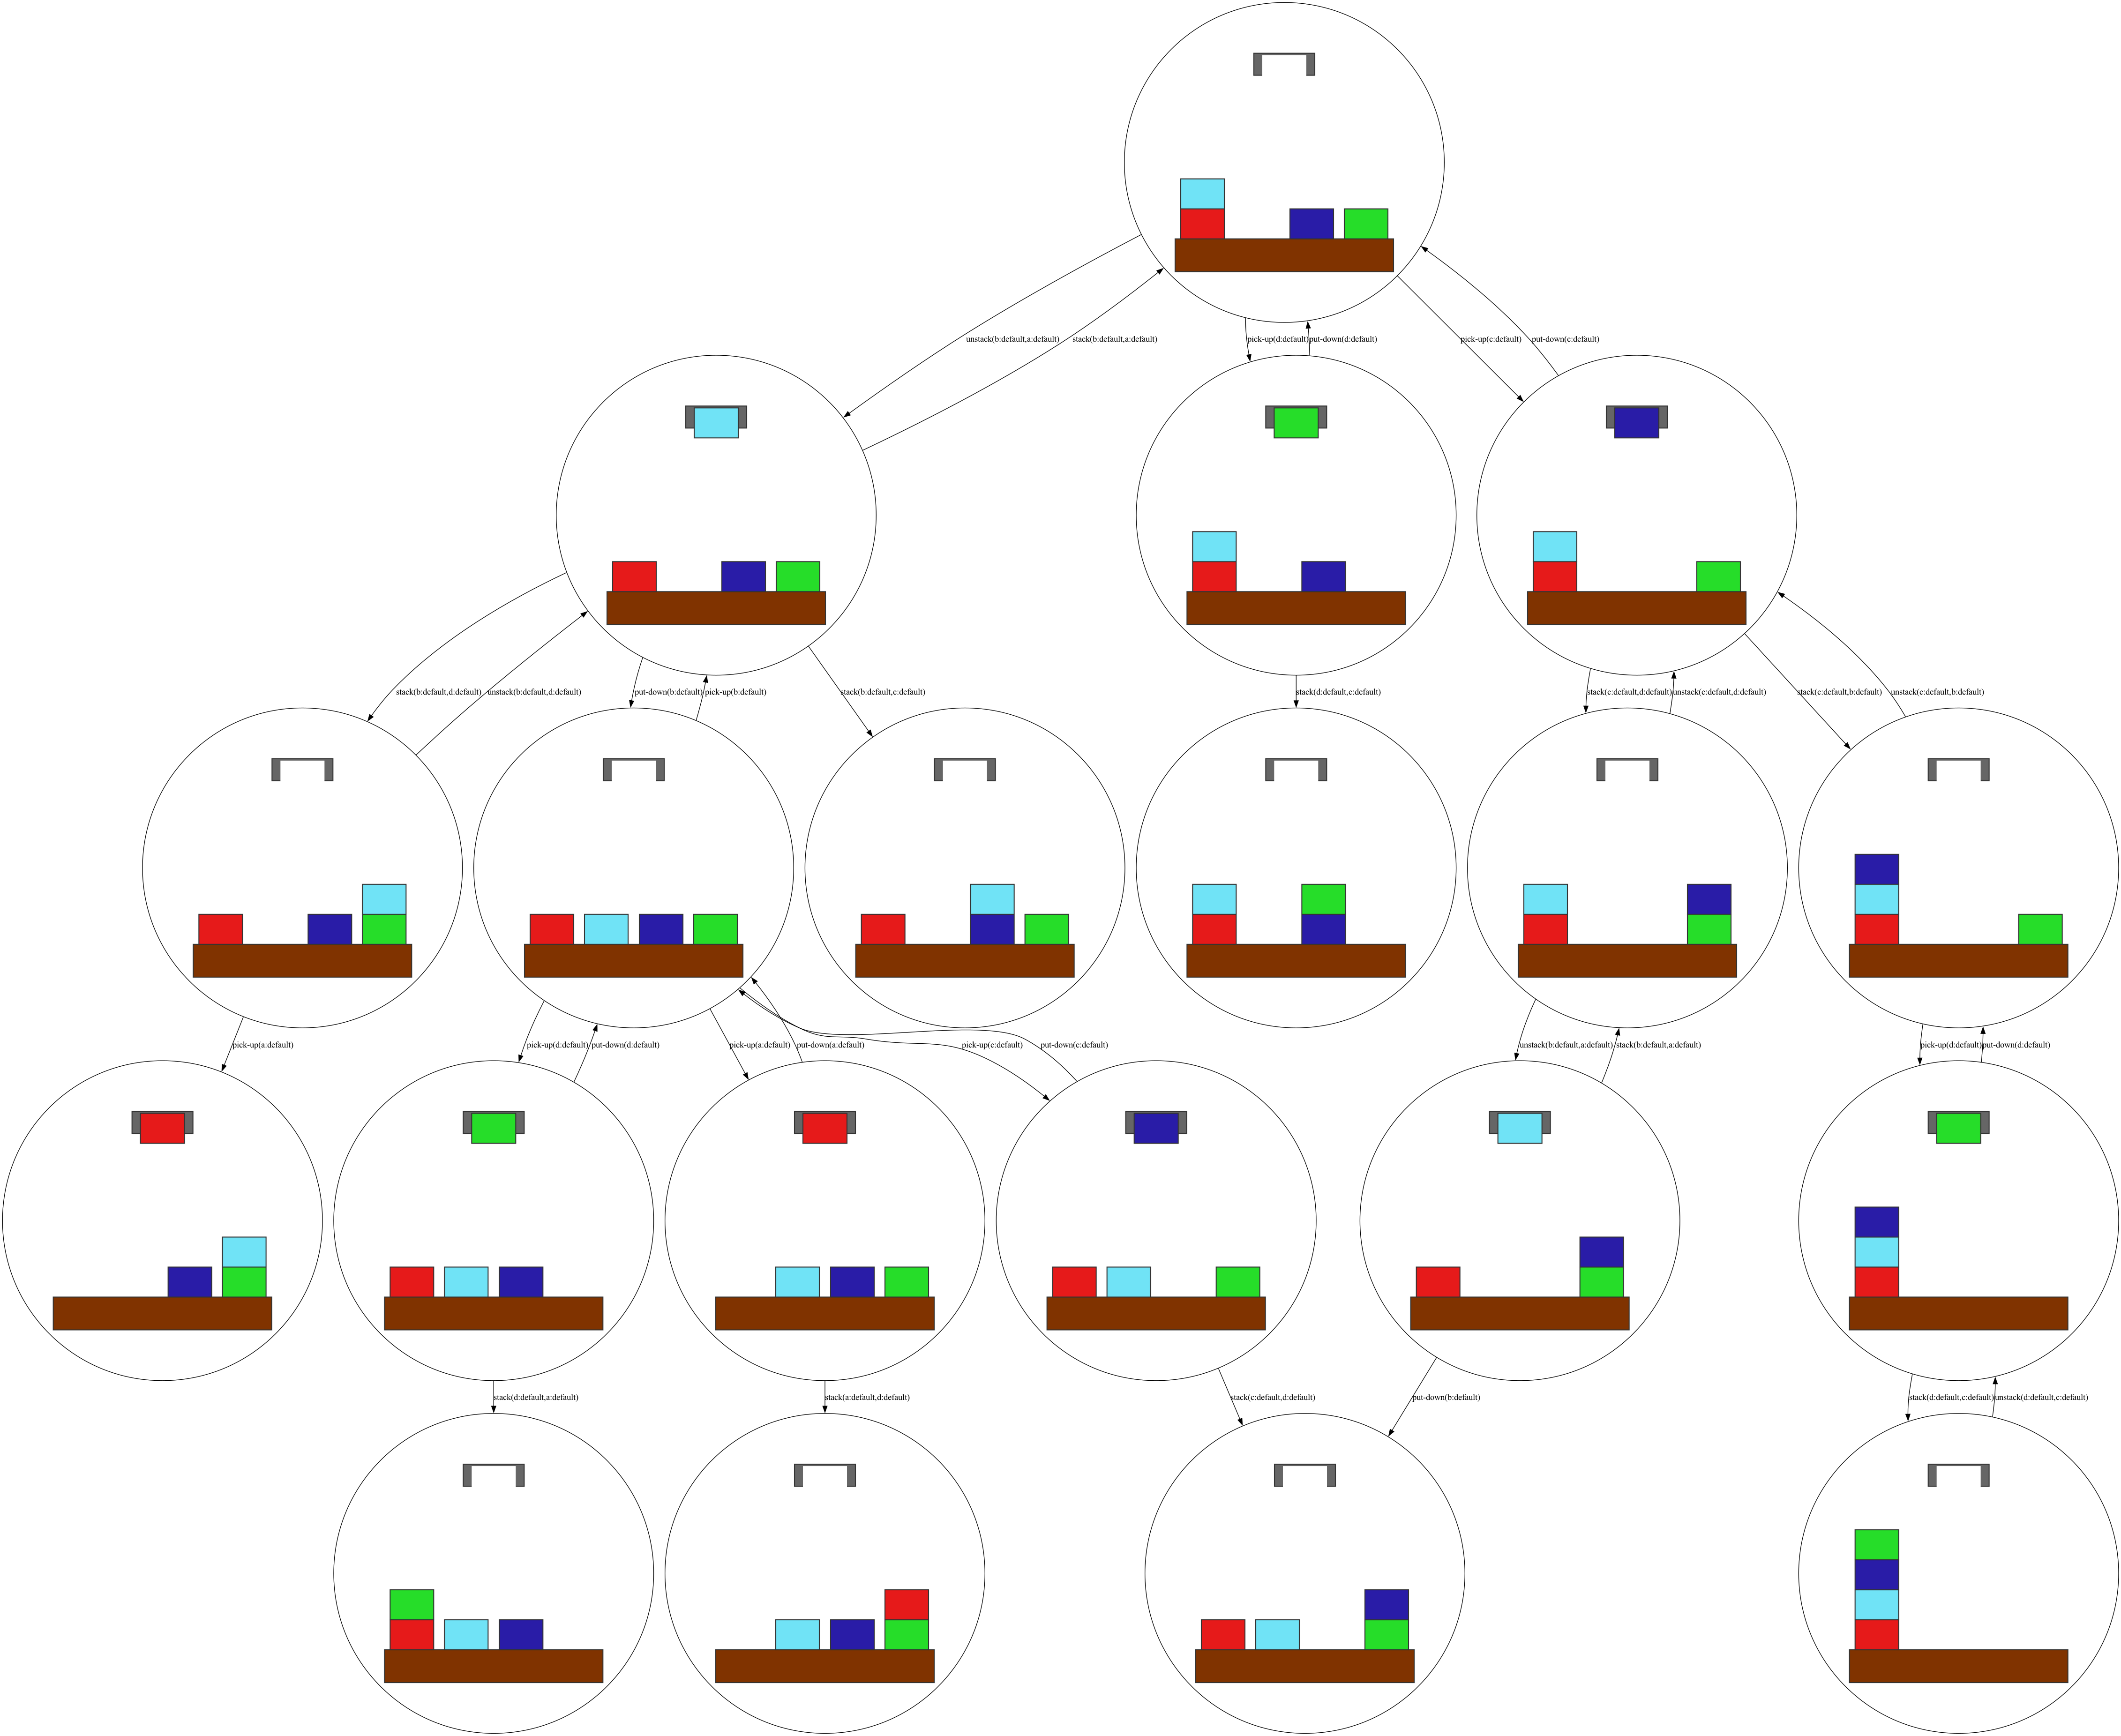 unstack(b:default,a:default)
stack(b:default,a:default)
pick-up(d:default)
put-down(d:default)
pick-up(c:default)
put-down(c:default)
stack(b:default,d:default)
unstack(b:default,d:default)
put-down(b:default)
pick-up(b:default)
stack(b:default,c:default)
stack(d:default,c:default)
stack(c:default,d:default)
unstack(c:default,d:default)
stack(c:default,b:default)
unstack(c:default,b:default)
pick-up(a:default)
pick-up(d:default)
put-down(d:default)
pick-up(a:default)
put-down(a:default)
pick-up(c:default)
put-down(c:default)
unstack(b:default,a:default)
stack(b:default,a:default)
pick-up(d:default)
put-down(d:default)
stack(d:default,a:default)
stack(a:default,d:default)
stack(c:default,d:default)
put-down(b:default)
stack(d:default,c:default)
unstack(d:default,c:default)